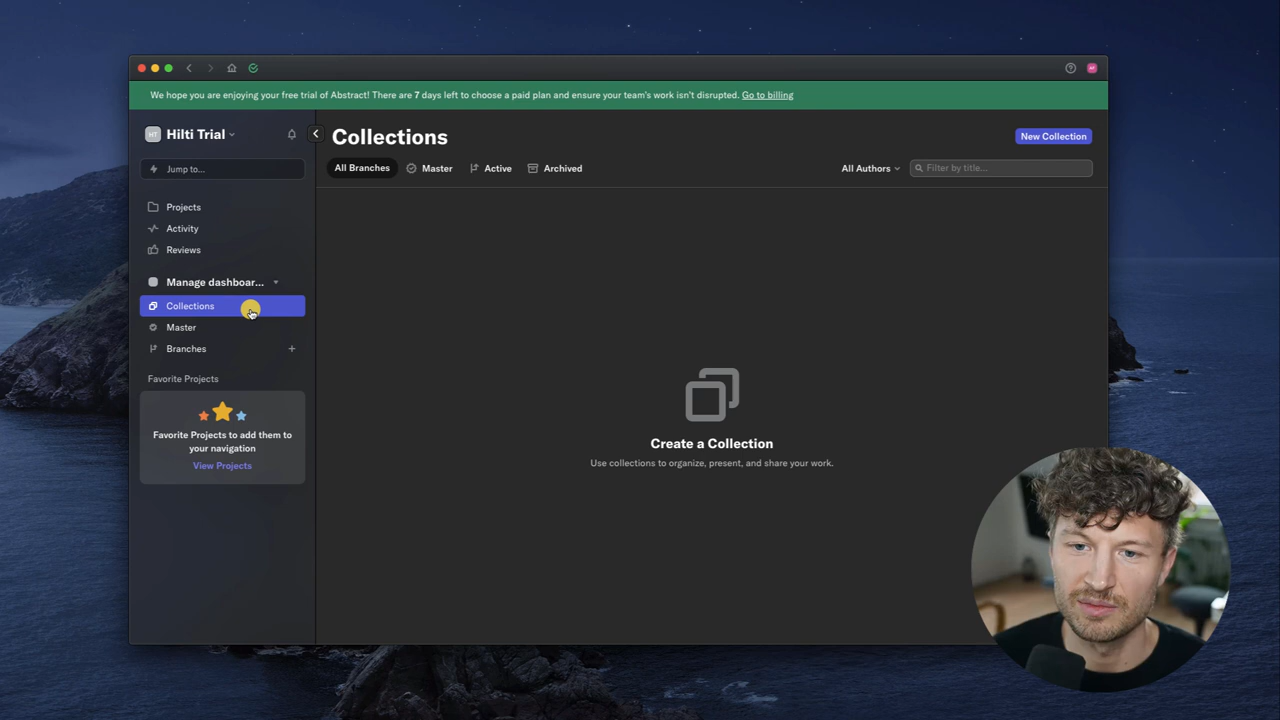 We hope you are enjoying your free trial of Abstract! There are 7 days left to choose a paid plan and ensure your team's work isn't disrupted. Go to billing
HT Hilti Trial
Jump to...
Projects
Activity
Reviews
Manage dashboar...
Collections
Master
Branches
Favorite Projects
Favorite Projects to add them to
your navigation
View Projects
Collections
New Collection
All Branches Master Active Archived
All Authors Filter by title...
Create a Collection
Use collections to organize, present, and share your work.